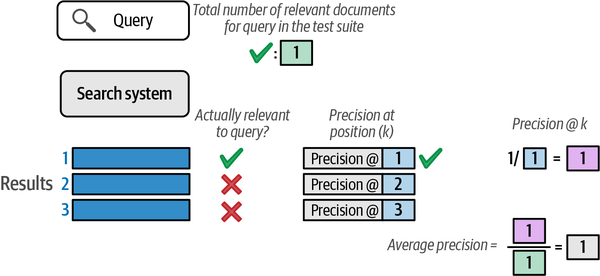 Query
Total number of relevant documents
for query in the test suite
: 1
Search system
Actually relevant
to query?
Precision at
position (k)
Precision @ k
Results
1
Precision @ 1
1/ 1 = 1
2
Precision @ 2
3
Precision @ 3
Average precision = 1 / 1 = 1